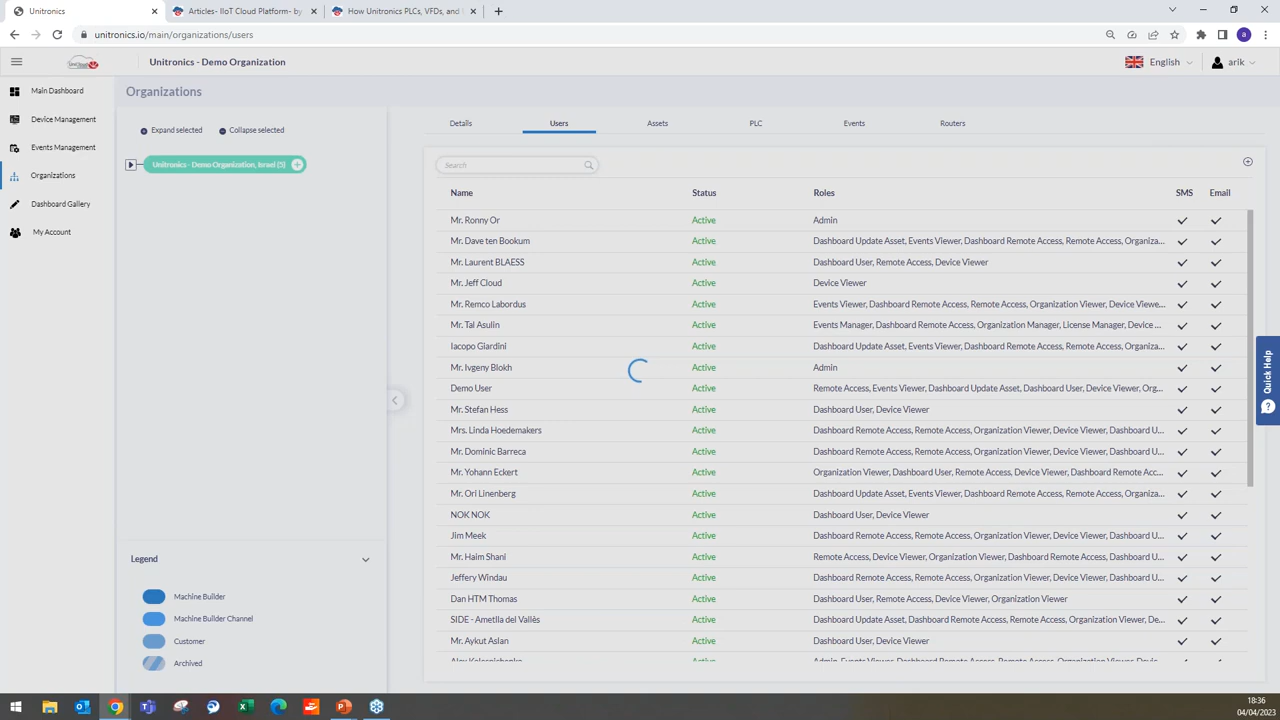 Unitronics
Articles- IIoT Cloud Platform- by
How Unitronics PLCs, VFDs, and
unitronics.io/main/organizations/users
a
Unitronics - Demo Organization
English
arik
Main Dashboard
Device Management
Events Management
Organizations
Dashboard Gallery
My Account
Organizations
Expand selected
Collapse selected
Unitronics - Demo Organization, Israel (5)
Legend
Machine Builder
Machine Builder Channel
Customer
Archived
Details
Users
Assets
PLC
Events
Routers
Search
Name Status Roles SMS Email
Mr. Ronny Or Active Admin
Mr. Dave ten Bookum Active Dashboard Update Asset, Events Viewer, Dashboard Remote Access, Remote Access, Organiza...
Mr. Laurent BLAESS Active Dashboard User, Remote Access, Device Viewer
Mr. Jeff Cloud Active Device Viewer
Mr. Remco Labordus Active Events Viewer, Dashboard Remote Access, Remote Access, Organization Viewer, Device Viewe...
Mr. Tal Asulin Active Events Manager, Dashboard Remote Access, Organization Manager, License Manager, Device ...
Iacopo Giardini Active Dashboard Update Asset, Events Viewer, Dashboard Remote Access, Remote Access, Organiza...
Mr. Ivgeny Blokh Active Admin
Demo User Active Remote Access, Events Viewer, Dashboard Update Asset, Dashboard User, Device Viewer, Org...
Mr. Stefan Hess Active Dashboard User, Device Viewer
Mrs. Linda Hoedemakers Active Dashboard Remote Access, Remote Access, Organization Viewer, Device Viewer, Dashboard U...
Mr. Dominic Barreca Active Dashboard Remote Access, Remote Access, Organization Viewer, Device Viewer, Dashboard U...
Mr. Yohann Eckert Active Organization Viewer, Dashboard User, Remote Access, Device Viewer, Dashboard Remote Acc...
Mr. Ori Linenberg Active Dashboard Update Asset, Events Viewer, Dashboard Remote Access, Remote Access, Organiza...
NOK NOK Active Dashboard User, Device Viewer
Jim Meek Active Dashboard Remote Access, Remote Access, Organization Viewer, Device Viewer, Dashboard U...
Mr. Haim Shani Active Remote Access, Device Viewer, Organization Viewer, Dashboard Remote Access, Dashboard U...
Jeffery Windau Active Dashboard Remote Access, Remote Access, Organization Viewer, Device Viewer, Dashboard U...
Dan HTM Thomas Active Dashboard User, Remote Access, Device Viewer, Organization Viewer
SIDE - Ametlla del Vallès Active Dashboard Update Asset, Dashboard Remote Access, Remote Access, Organization Viewer, De...
Mr. Aykut Aslan Active Dashboard User, Device Viewer
Quick Help
18:36
04/04/2023